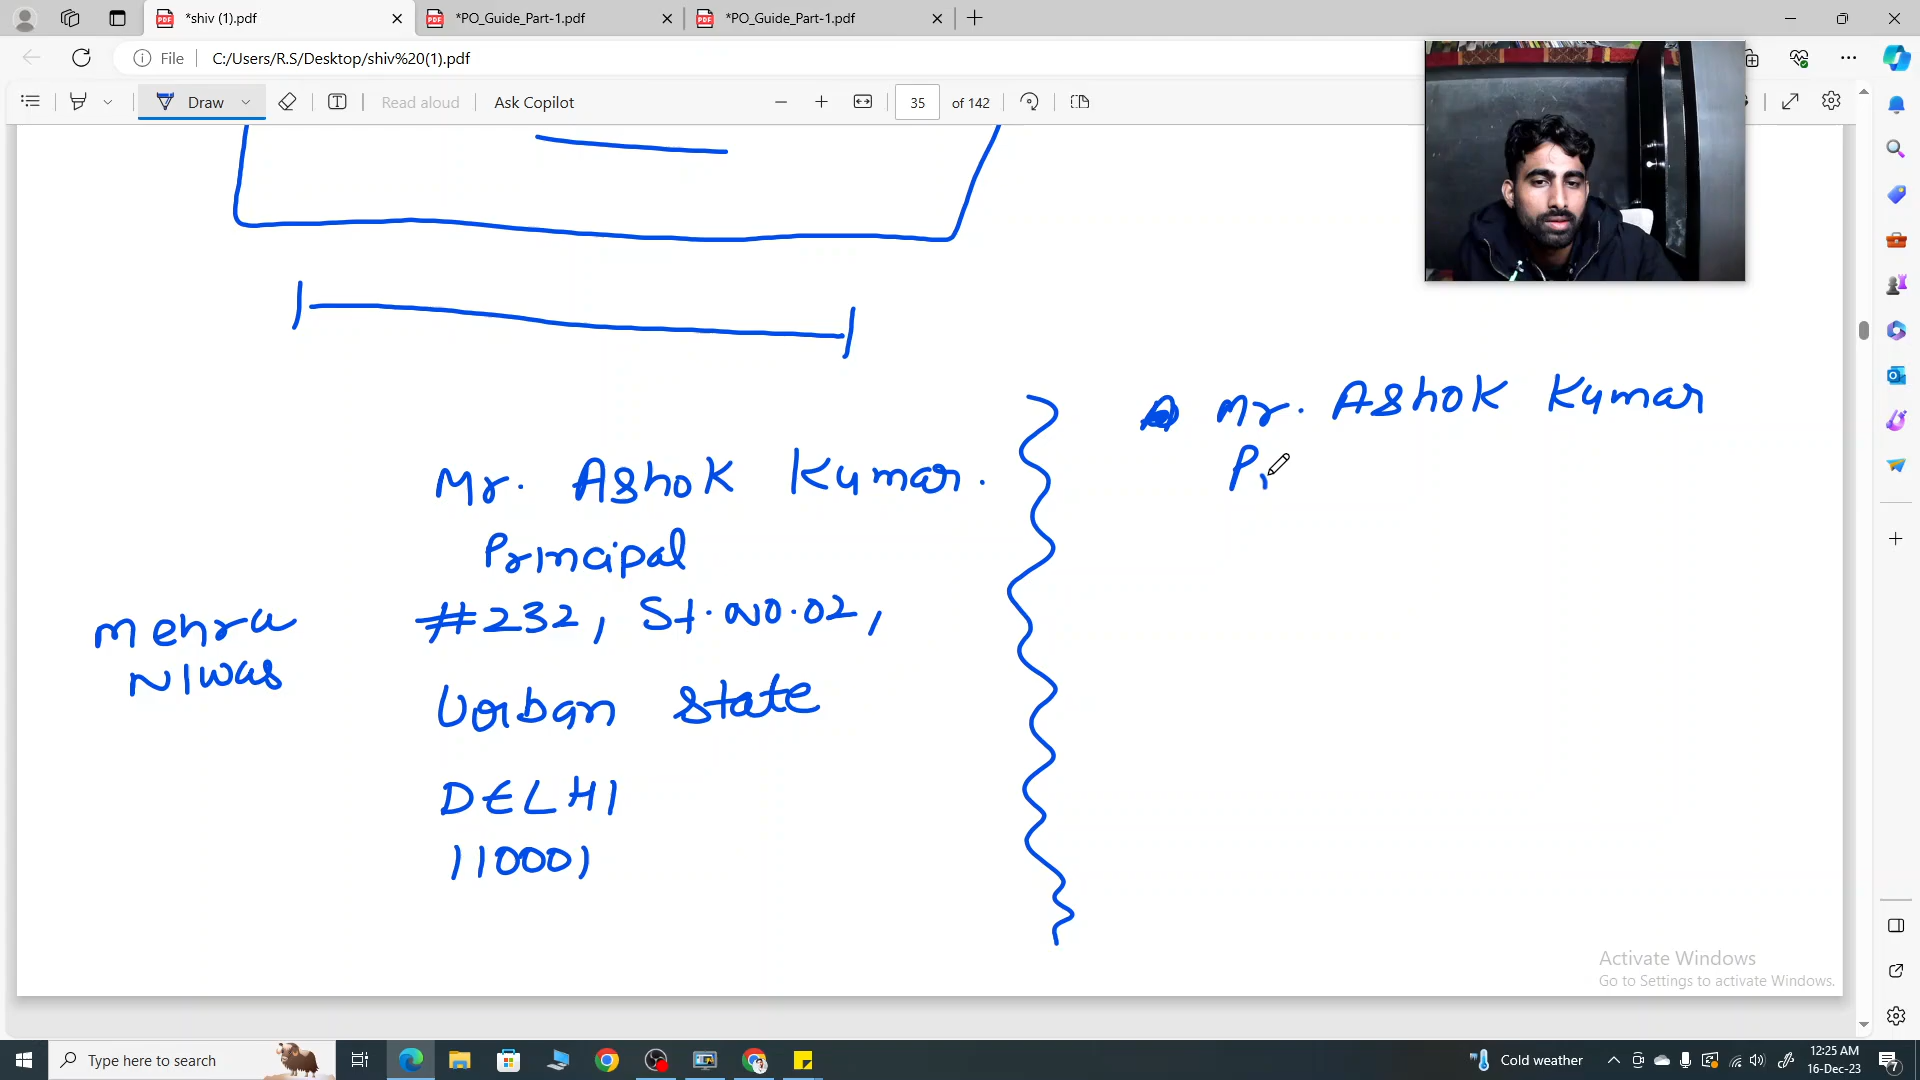 *shiv (1).pdf
*PO_Guide_Part-1.pdf
*PO_Guide_Part-1.pdf
File
C:/Users/R.S/Desktop/shiv%20(1).pdf
Draw
Read aloud
Ask Copilot
35
of 142
Mr. Ashok Kumar.
Principal
#232, St. No. 02,
Mehra
Niwas
Urban State
DELHI
110001
Mr. Ashok Kumar
Pr
Activate Windows
Go to Settings to activate Windows.
Type here to search
Cold weather
12:25 AM
16-Dec-23
7